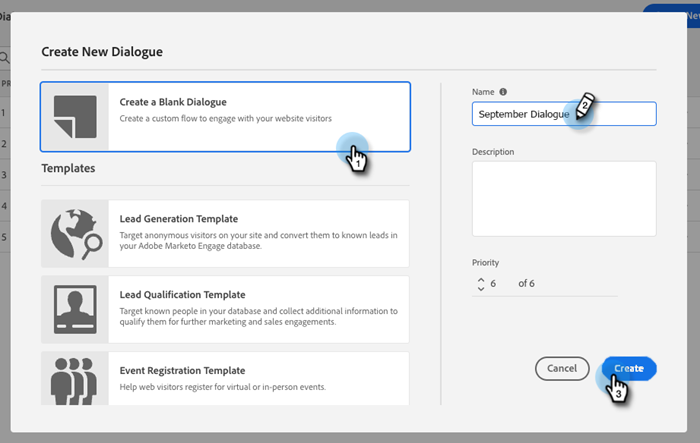 Create New Dialogue
Create a Blank Dialogue
Create a custom flow to engage with your website visitors
1
Templates
Lead Generation Template
Target anonymous visitors on your site and convert them to known leads in
your Adobe Marketo Engage database.
Lead Qualification Template
Target known people in your database and collect additional information to
qualify them for further marketing and sales engagements.
Event Registration Template
Help web visitors register for virtual or in-person events.
Name
September Dialogue
2
Description
Priority
6 of 6
Cancel
Create
3
PR
1
2
3
4
5